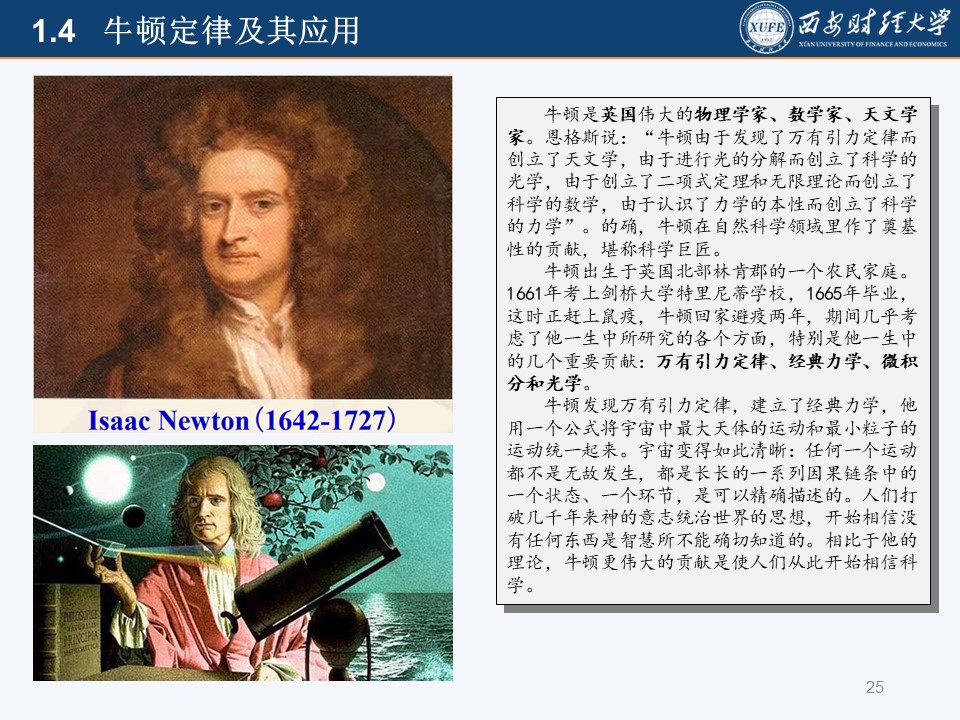 1.4 牛顿定律及其应用
XUFE
西安财经大学
XI'AN UNIVERSITY OF FINANCE AND ECONOMICS
Isaac Newton(1642-1727)
PHILOSOPHIÆ
NATURALIS
PRINCIPIA
牛顿是英国伟大的物理学家、数学家、天文学
家。恩格斯说：“牛顿由于发现了万有引力定律而
创立了天文学，由于进行光的分解而创立了科学的
光学，由于创立了二项式定理和无限理论而创立了
科学的数学，由于认识了力学的本性而创立了科学
的力学”。的确，牛顿在自然科学领域里作了奠基
性的贡献，堪称科学巨匠。
牛顿出生于英国北部林肯郡的一个农民家庭。
1661年考上剑桥大学特里尼蒂学校，1665年毕业，
这时正赶上鼠疫，牛顿回家避疫两年，期间几乎考
虑了他一生中所研究的各个方面，特别是他一生中
的几个重要贡献：万有引力定律、经典力学、微积
分和光学。
牛顿发现万有引力定律，建立了经典力学，他
用一个公式将宇宙中最大天体的运动和最小粒子的
运动统一起来。宇宙变得如此清晰：任何一个运动
都不是无故发生，都是长长的一系列因果链条中的
一个状态、一个环节，是可以精确描述的。人们打
破几千年来神的意志统治世界的思想，开始相信没
有任何东西是智慧所不能确切知道的。相比于他的
理论，牛顿更伟大的贡献是使人们从此开始相信科
学。
25